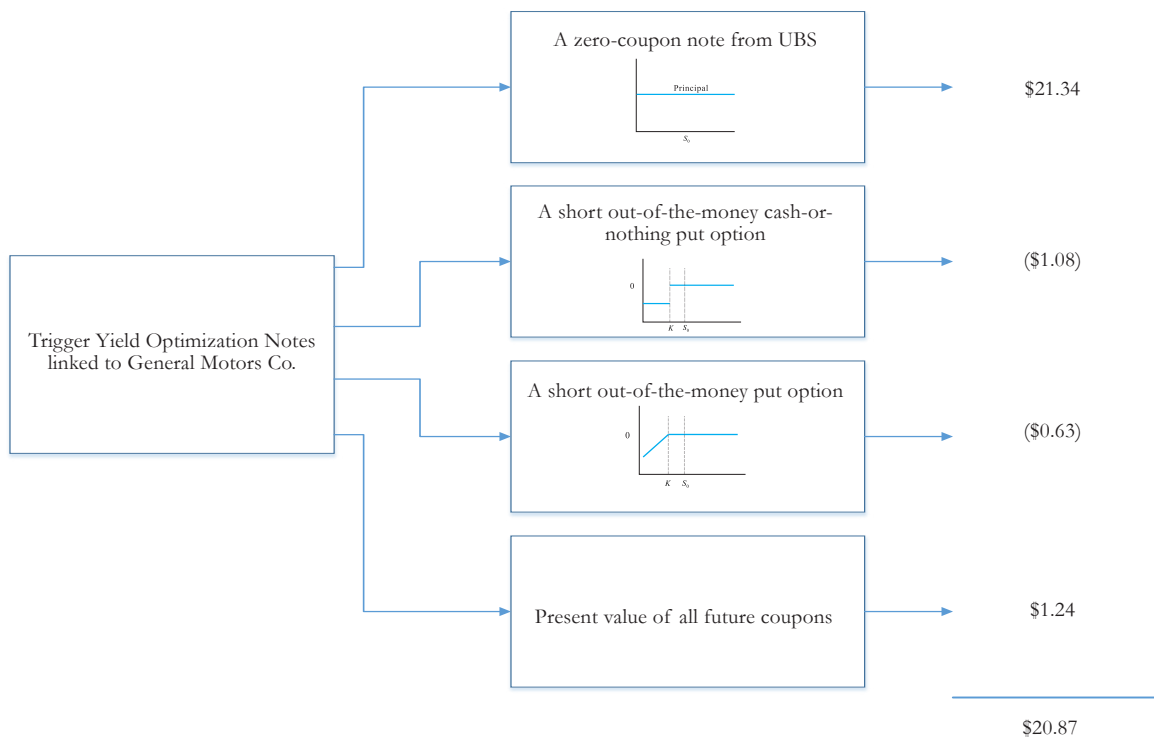 A zero-coupon note from UBS
Principal
S0
$21.34
A short out-of-the-money cash-or-
nothing put option
0
K
S0
($1.08)
Trigger Yield Optimization Notes
linked to General Motors Co.
A short out-of-the-money put option
0
K
S0
($0.63)
Present value of all future coupons
$1.24
$20.87